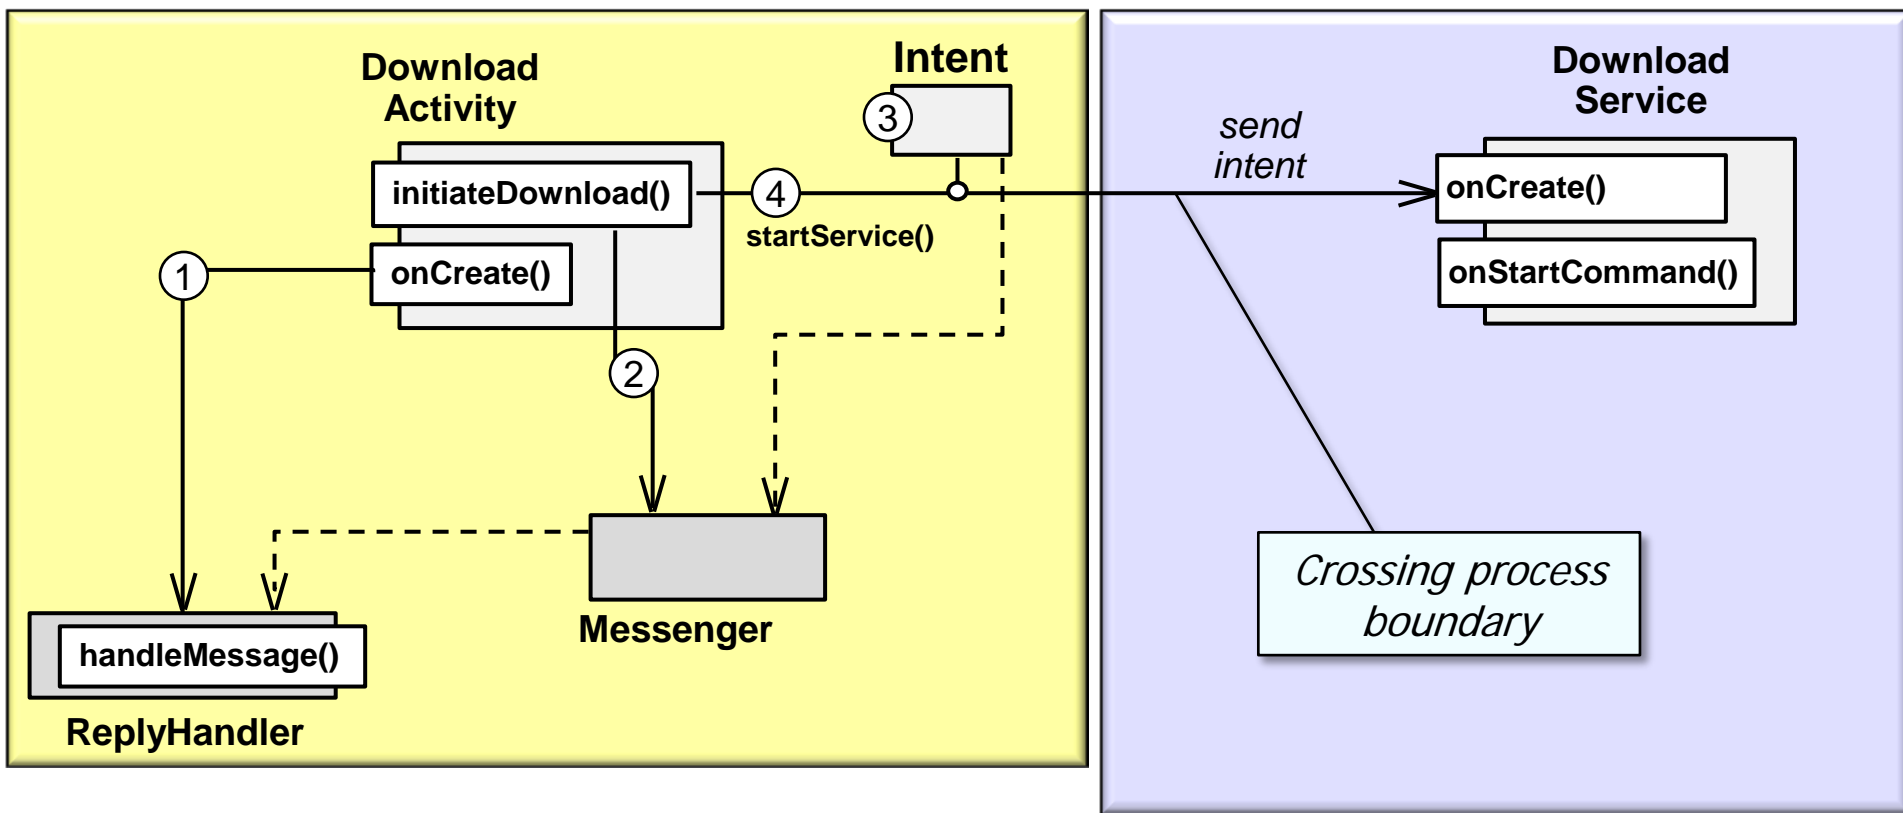 Download
Activity
Intent
3
initiateDownload()
4
startService()
onCreate()
1
2
Messenger
handleMessage()
ReplyHandler
send
intent
Download
Service
onCreate()
onStartCommand()
Crossing process
boundary